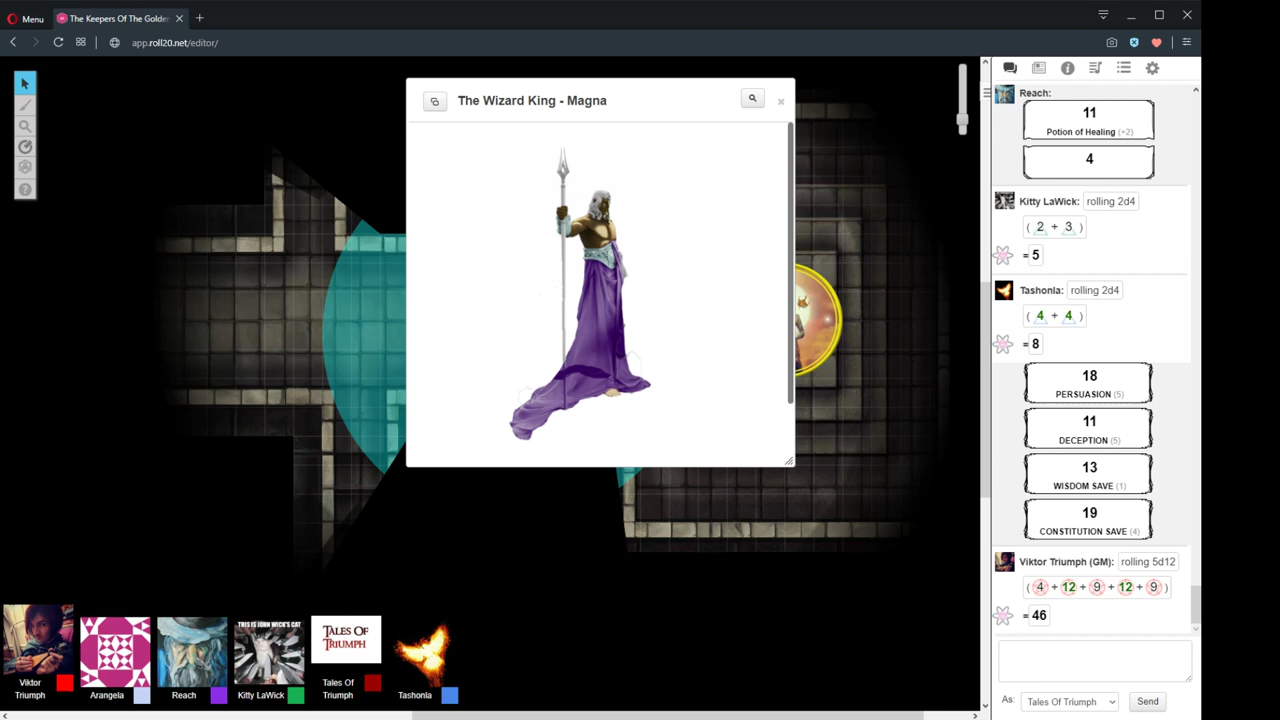 Menu
The Keepers Of The Golden
app.roll20.net/editor/
The Wizard King - Magna
Reach:
11
Potion of Healing (+2)
4
Kitty LaWick: rolling 2d4
( 2 + 3 )
= 5
Tashonla: rolling 2d4
( 4 + 4 )
= 8
18
PERSUASION (5)
11
DECEPTION (5)
13
WISDOM SAVE (1)
19
CONSTITUTION SAVE (4)
Viktor Triumph (GM): rolling 5d12
( 4 + 12 + 9 + 12 + 9 )
= 46
THIS IS JOHN WICK'S CAT
TALES OF
TRIUMPH
Viktor
Triumph
Arangela
Reach
Kitty LaWick
Tales Of
Triumph
Tashonla
As: Tales Of Triumph
Send